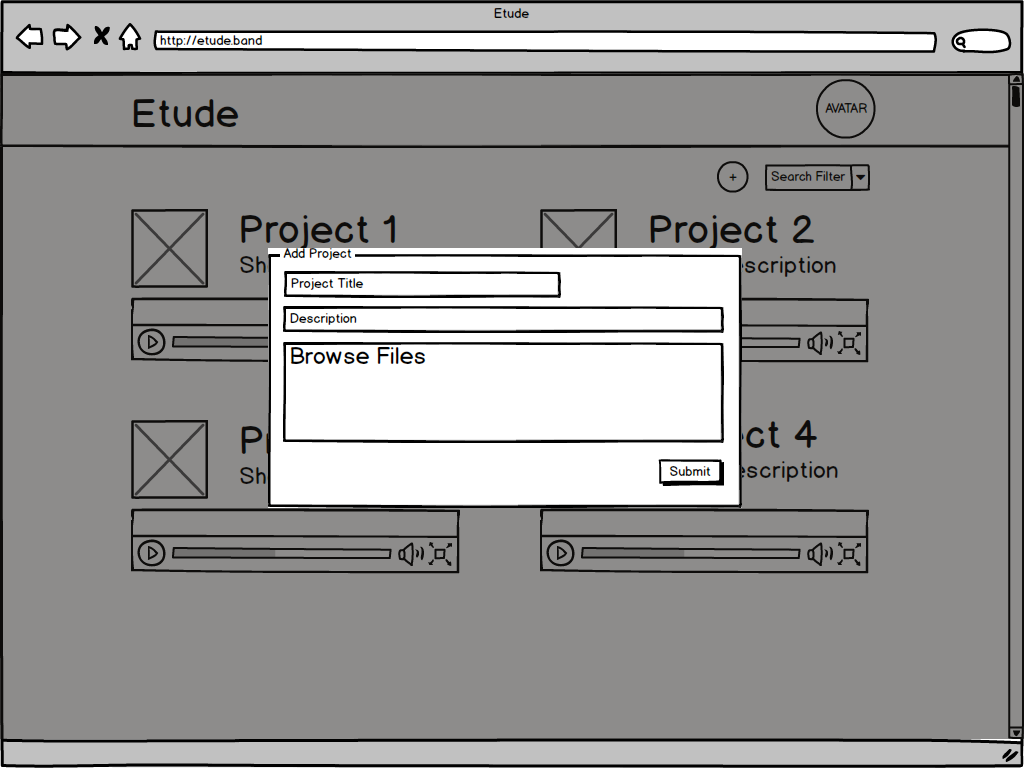 Etude
http://etude.band
Etude
AVATAR
+
Search Filter
Project 1
Project 2
Sh
escription
Add Project
Project Title
Description
Browse Files
Submit
P
ct 4
Sh
escription